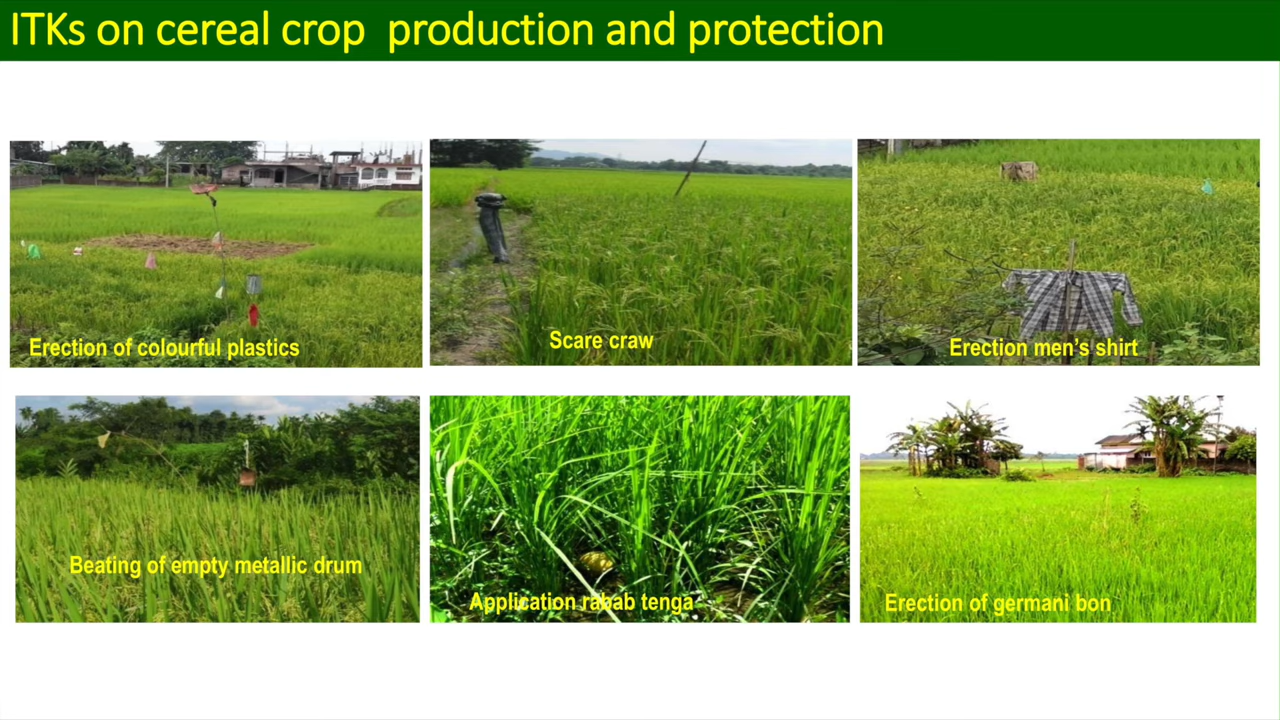 ITKs on cereal crop production and protection
Erection of colourful plastics
Scare craw
Erection men's shirt
Beating of empty metallic drum
Application rabab tenga
Erection of germani bon